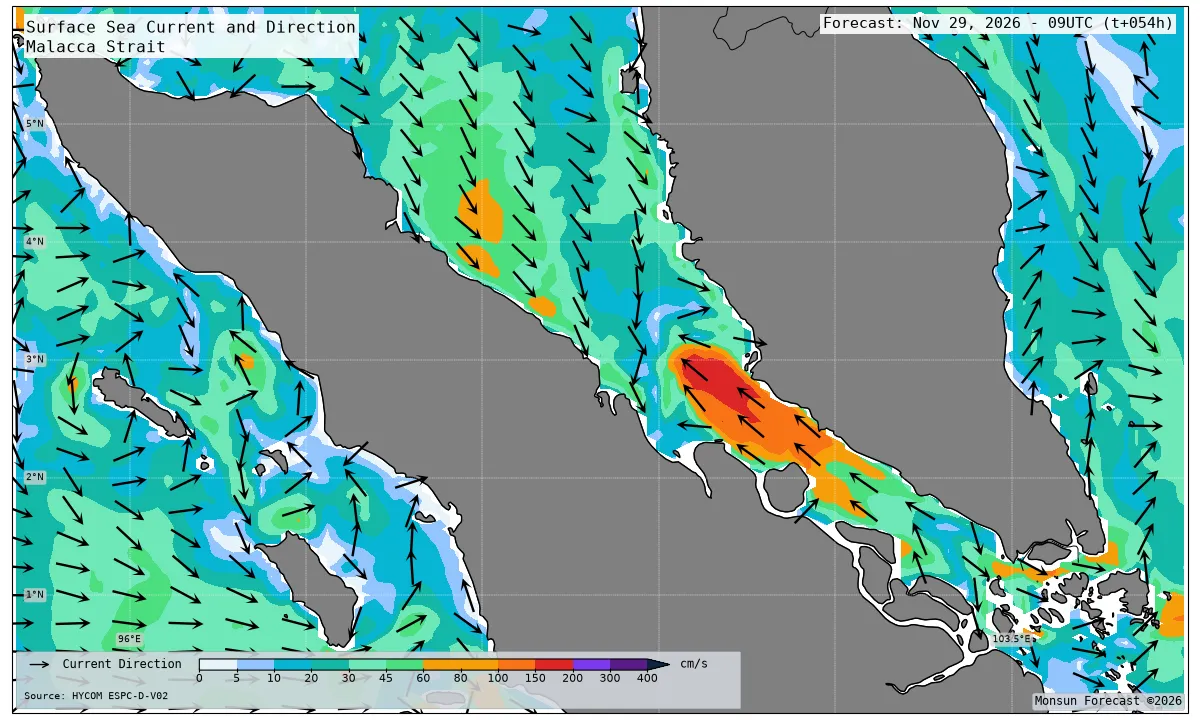 Surface Sea Current and Direction
Malacca Strait
Forecast: Nov 29, 2026 - 09UTC (t+054h)
5°N
4°N
3°N
2°N
1°N
96°E
103.5°E
Current Direction
0 5 10 20 30 45 60 80 100 150 200 300 400
cm/s
Source: HYCOM ESPC-D-V02
Monsun Forecast ©2026